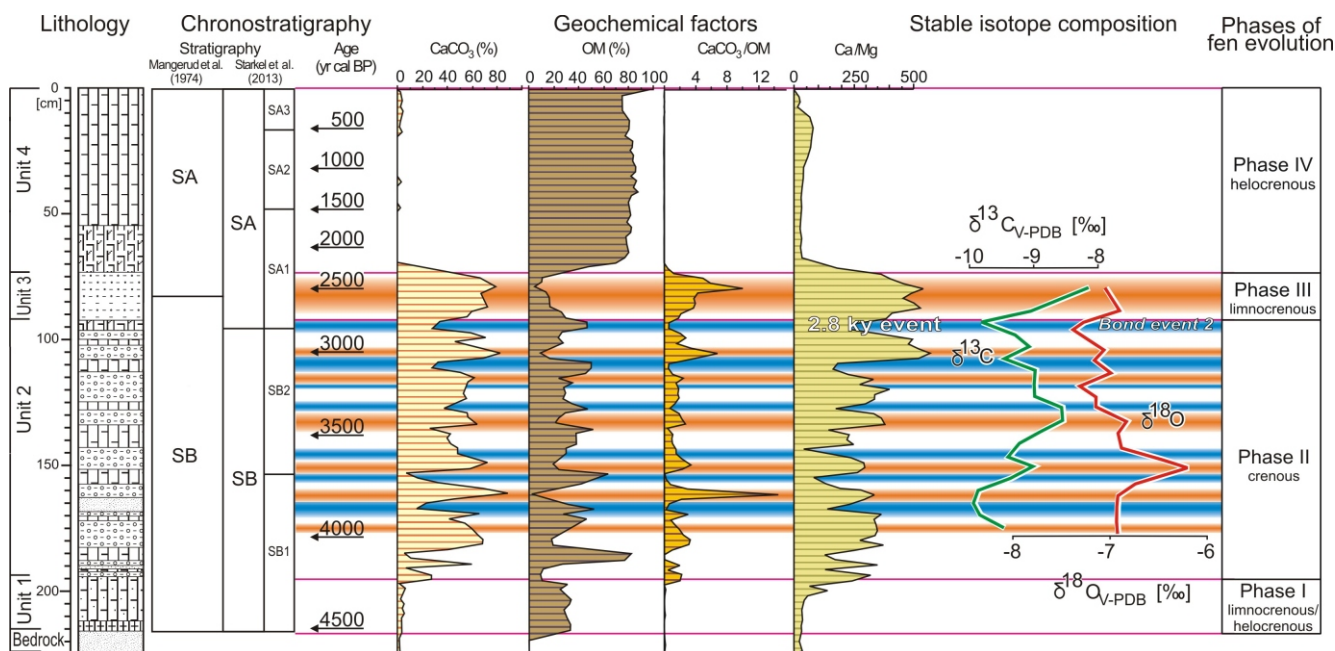 Lithology
Chronostratigraphy
Geochemical factors
Stable isotope composition
Phases of
fen evolution
Stratigraphy
Mangerud et al.
(1974)
Starkel et al.
(2013)
Age
(yr cal BP)
CaCO₃ (%)
OM (%)
CaCO₃/OM
Ca/Mg
0 20 40 60 80
0 20 40 60 80 100
0 4 8 12
0 250 500
0
[cm]
50
100
150
200
Unit 4
Unit 3
Unit 2
Unit 1
Bedrock
SA
SB
SA
SB
SA3
SA2
SA1
SB2
SB1
500
1000
1500
2000
2500
3000
3500
4000
4500
δ¹³C V-PDB [‰]
-10 -9 -8
2.8 ky event
Bond event 2
δ¹³C
δ¹⁸O
-8 -7 -6
δ¹⁸O V-PDB [‰]
Phase IV
helocrenous
Phase III
limnocrenous
Phase II
crenous
Phase I
limnocrenous/
helocrenous